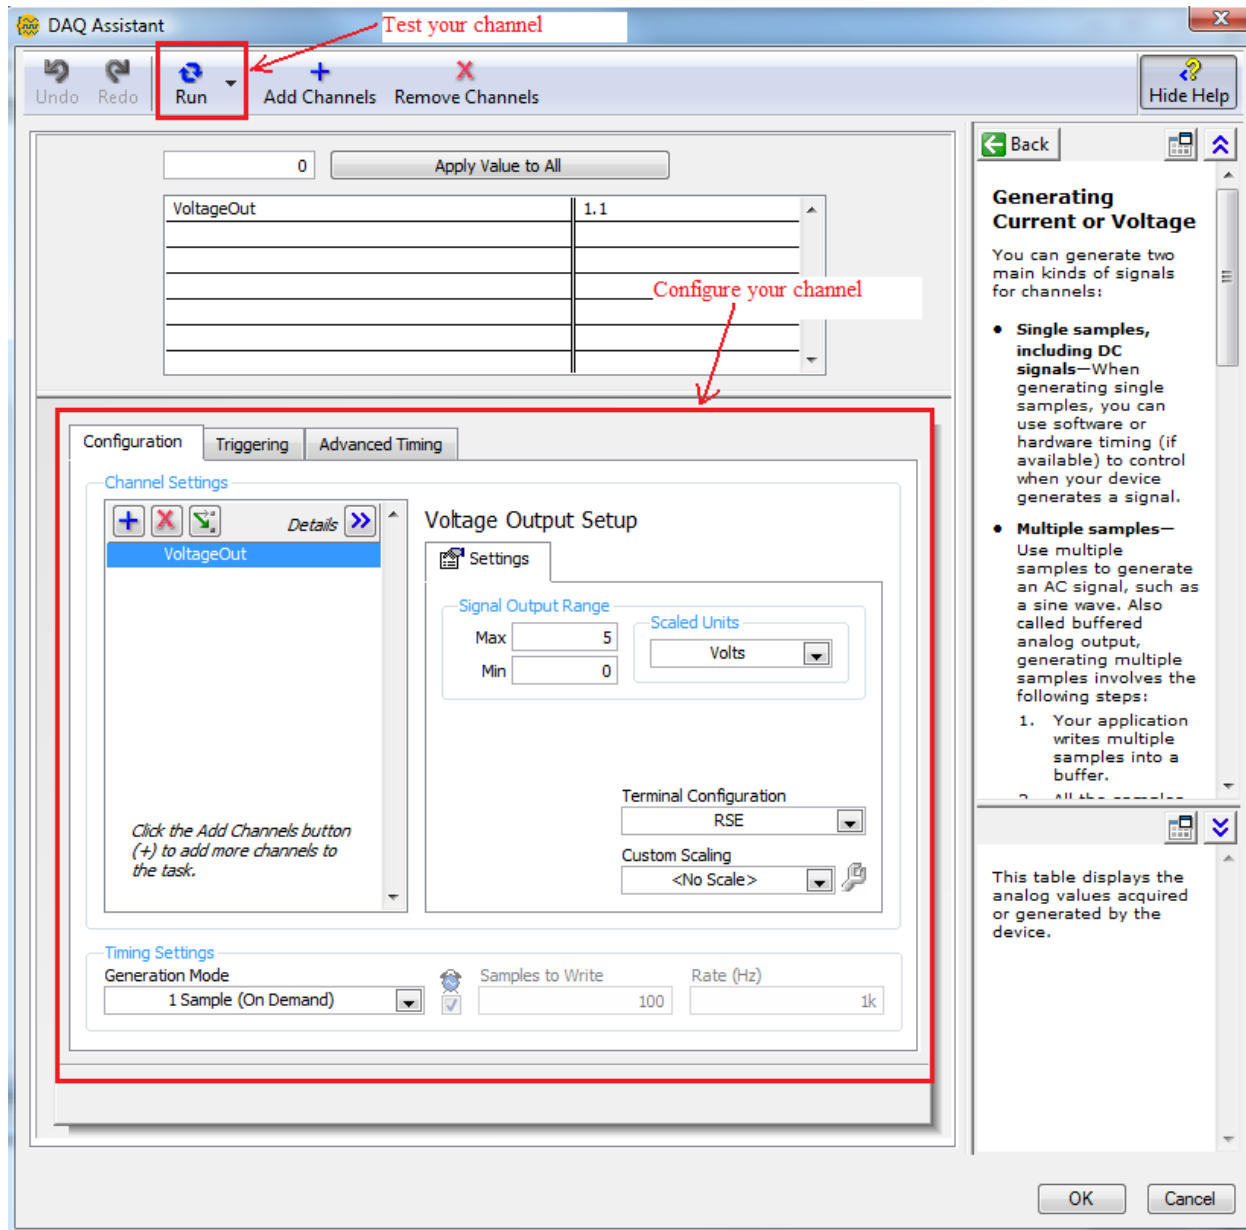 DAQ Assistant
Test your channel
Undo
Redo
Run
Add Channels
Remove Channels
Hide Help
0
Apply Value to All
VoltageOut
1.1
Configure your channel
Configuration
Triggering
Advanced Timing
Channel Settings
Details
VoltageOut
Click the Add Channels button
(+) to add more channels to
the task.
Voltage Output Setup
Settings
Signal Output Range
Max
5
Min
0
Scaled Units
Volts
Terminal Configuration
RSE
Custom Scaling
<No Scale>
Timing Settings
Generation Mode
1 Sample (On Demand)
Samples to Write
100
Rate (Hz)
1k
Back
Generating
Current or Voltage
You can generate two
main kinds of signals
for channels:
• Single samples,
including DC
signals—When
generating single
samples, you can
use software or
hardware timing (if
available) to control
when your device
generates a signal.
• Multiple samples—
Use multiple
samples to generate
an AC signal, such as
a sine wave. Also
called buffered
analog output,
generating multiple
samples involves the
following steps:
1. Your application
writes multiple
samples into a
buffer.
2. All the samples
This table displays the
analog values acquired
or generated by the
device.
OK
Cancel